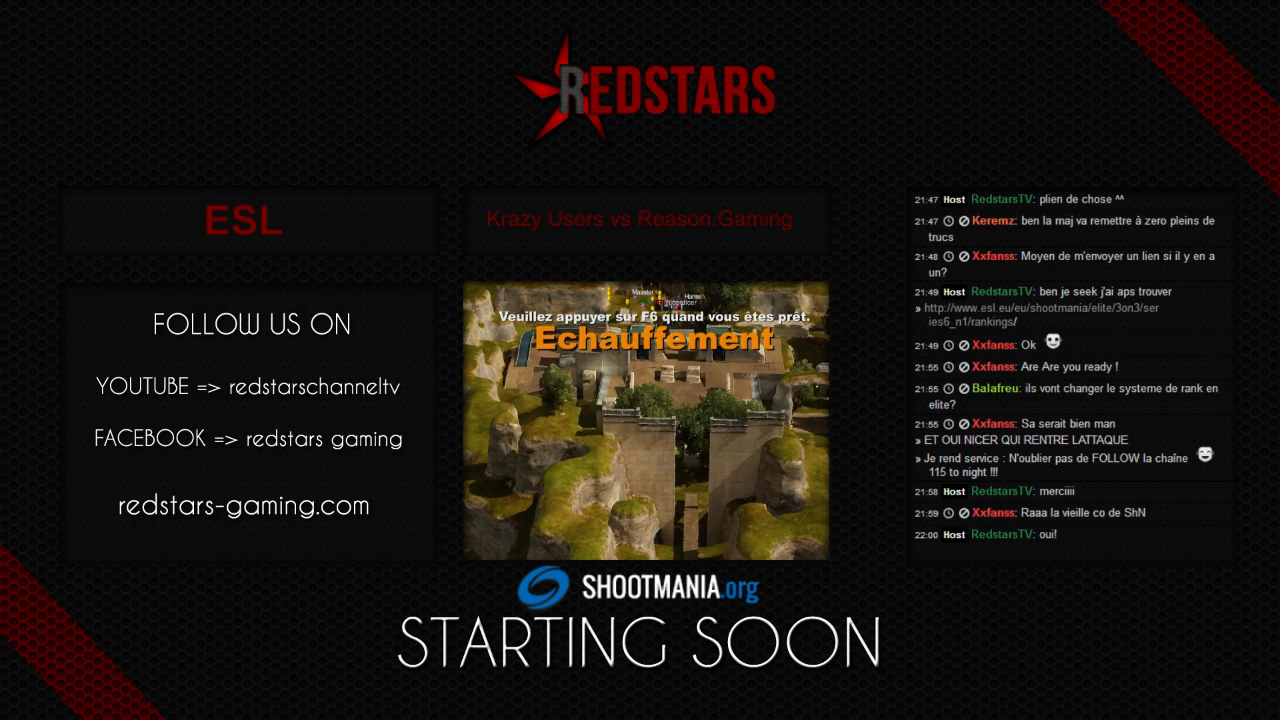 REDSTARS
ESL
Krazy Users vs Reason.Gaming
FOLLOW US ON
YOUTUBE => redstarschanneltv
FACEBOOK => redstars gaming
redstars-gaming.com
Veuillez appuyer sur F6 quand vous êtes prêt.
Echauffement
21:47 Host RedstarsTV: plien de chose ^^
21:47 Keremz: ben la maj va remettre à zero pleins de
trucs
21:48 Xxfanss: Moyen de m'envoyer un lien si il y en a
un?
21:49 Host RedstarsTV: ben je seek j'ai aps trouver
» http://www.esl.eu/eu/shootmania/elite/3on3/ser
ies6_n1/rankings/
21:49 Xxfanss: Ok
21:55 Xxfanss: Are Are you ready !
21:55 Balafreu: ils vont changer le systeme de rank en
elite?
21:55 Xxfanss: Sa serait bien man
» ET OUI NICER QUI RENTRE LATTAQUE
» Je rend service : N'oublier pas de FOLLOW la chaîne
115 to night !!!
21:58 Host RedstarsTV: merciiii
21:59 Xxfanss: Raaa la vieille co de ShN
22:00 Host RedstarsTV: oui!
SHOOTMANIA.org
STARTING SOON